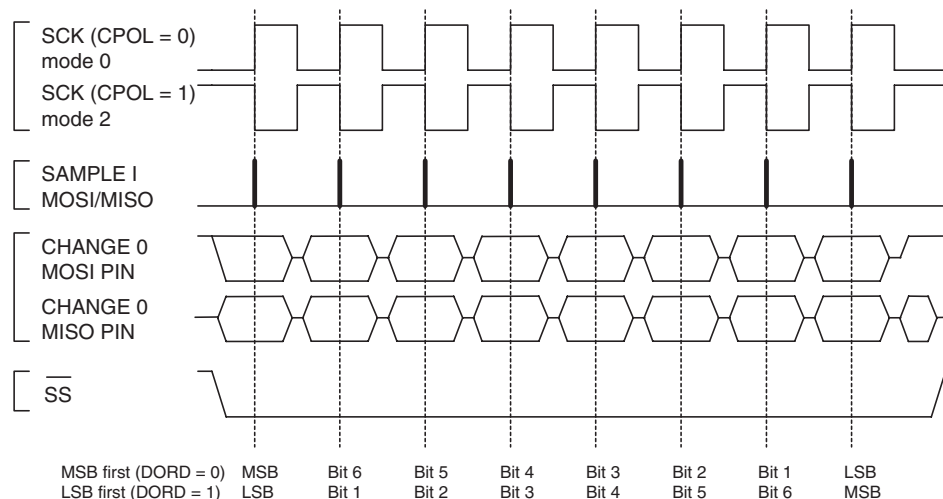 SCK (CPOL = 0)
mode 0
SCK (CPOL = 1)
mode 2
SAMPLE I
MOSI/MISO
CHANGE 0
MOSI PIN
CHANGE 0
MISO PIN
SS
MSB first (DORD = 0) MSB Bit 6 Bit 5 Bit 4 Bit 3 Bit 2 Bit 1 LSB
LSB first (DORD = 1) LSB Bit 1 Bit 2 Bit 3 Bit 4 Bit 5 Bit 6 MSB